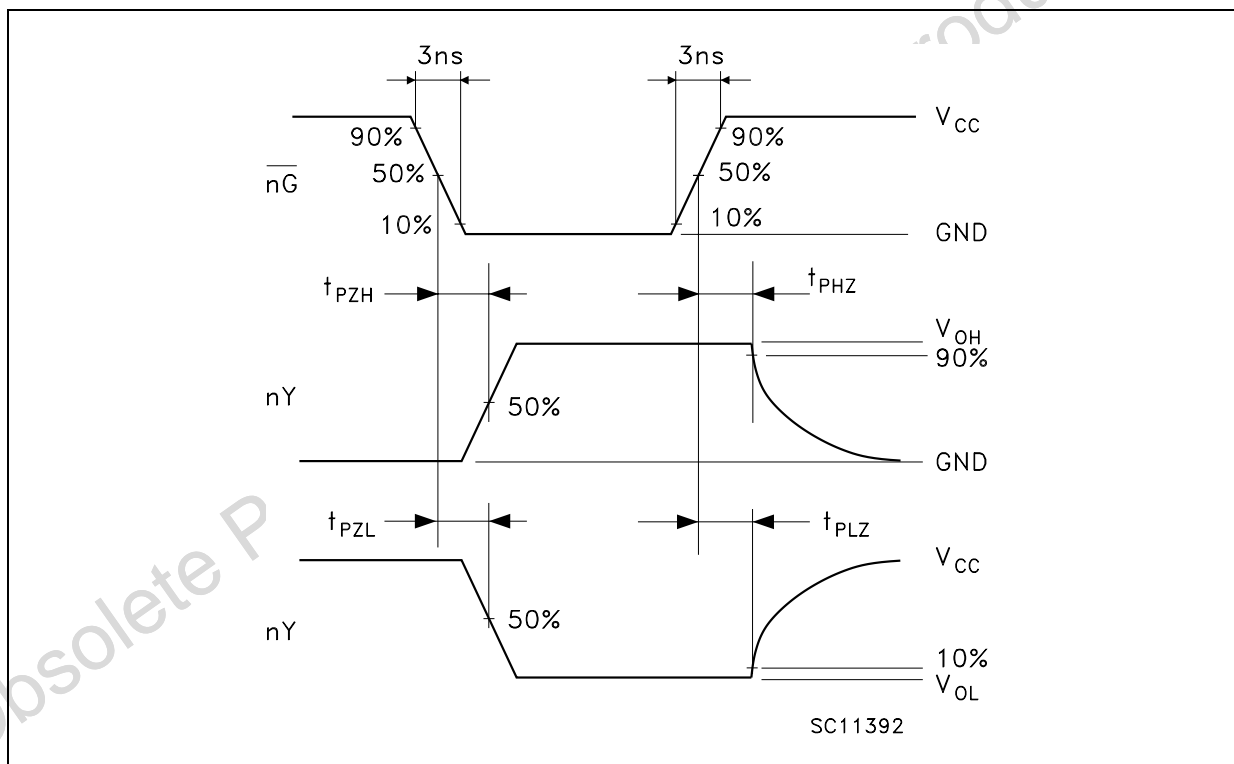 3ns 3ns
90% 90% V_CC
nG 50% 50%
10% 10% GND
t_PZH t_PHZ
V_OH
90%
nY 50%
GND
t_PZL t_PLZ
V_CC
nY 50%
10%
V_OL
SC11392
bsolete P